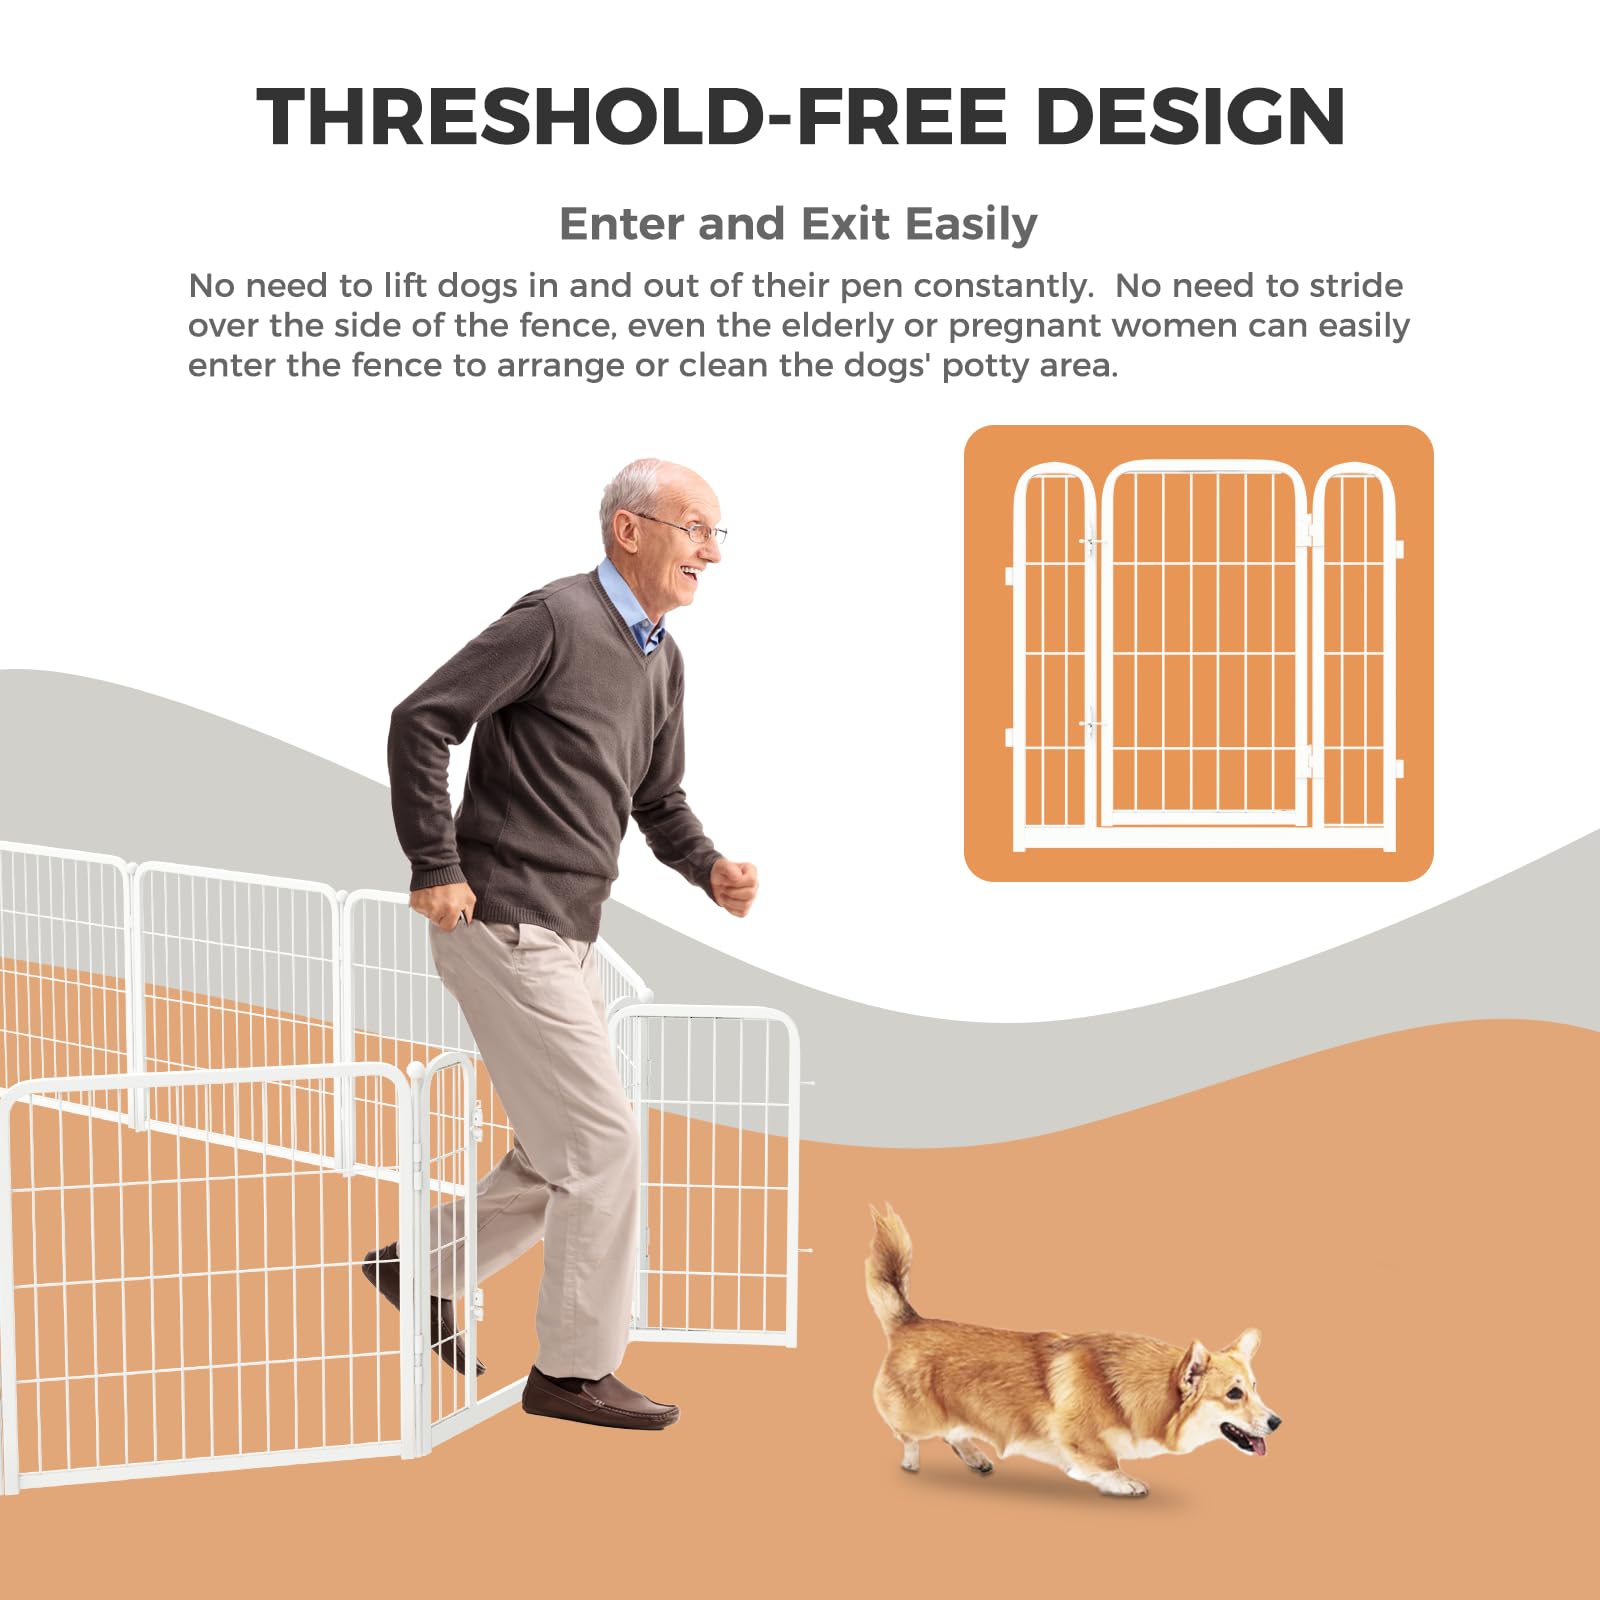 THRESHOLD-FREE DESIGN
Enter and Exit Easily
No need to lift dogs in and out of their pen constantly.  No need to stride
over the side of the fence, even the elderly or pregnant women can easily
enter the fence to arrange or clean the dogs' potty area.